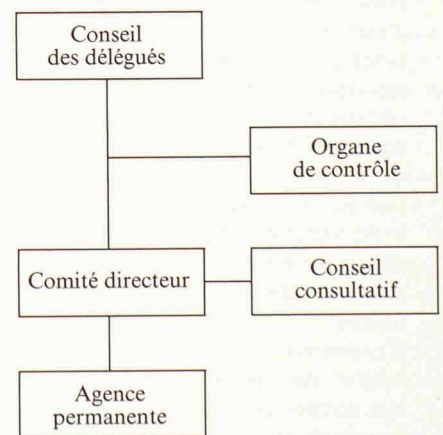 Conseil
des délégués
Organe
de contrôle
Comité directeur
Conseil
consultatif
Agence
permanente